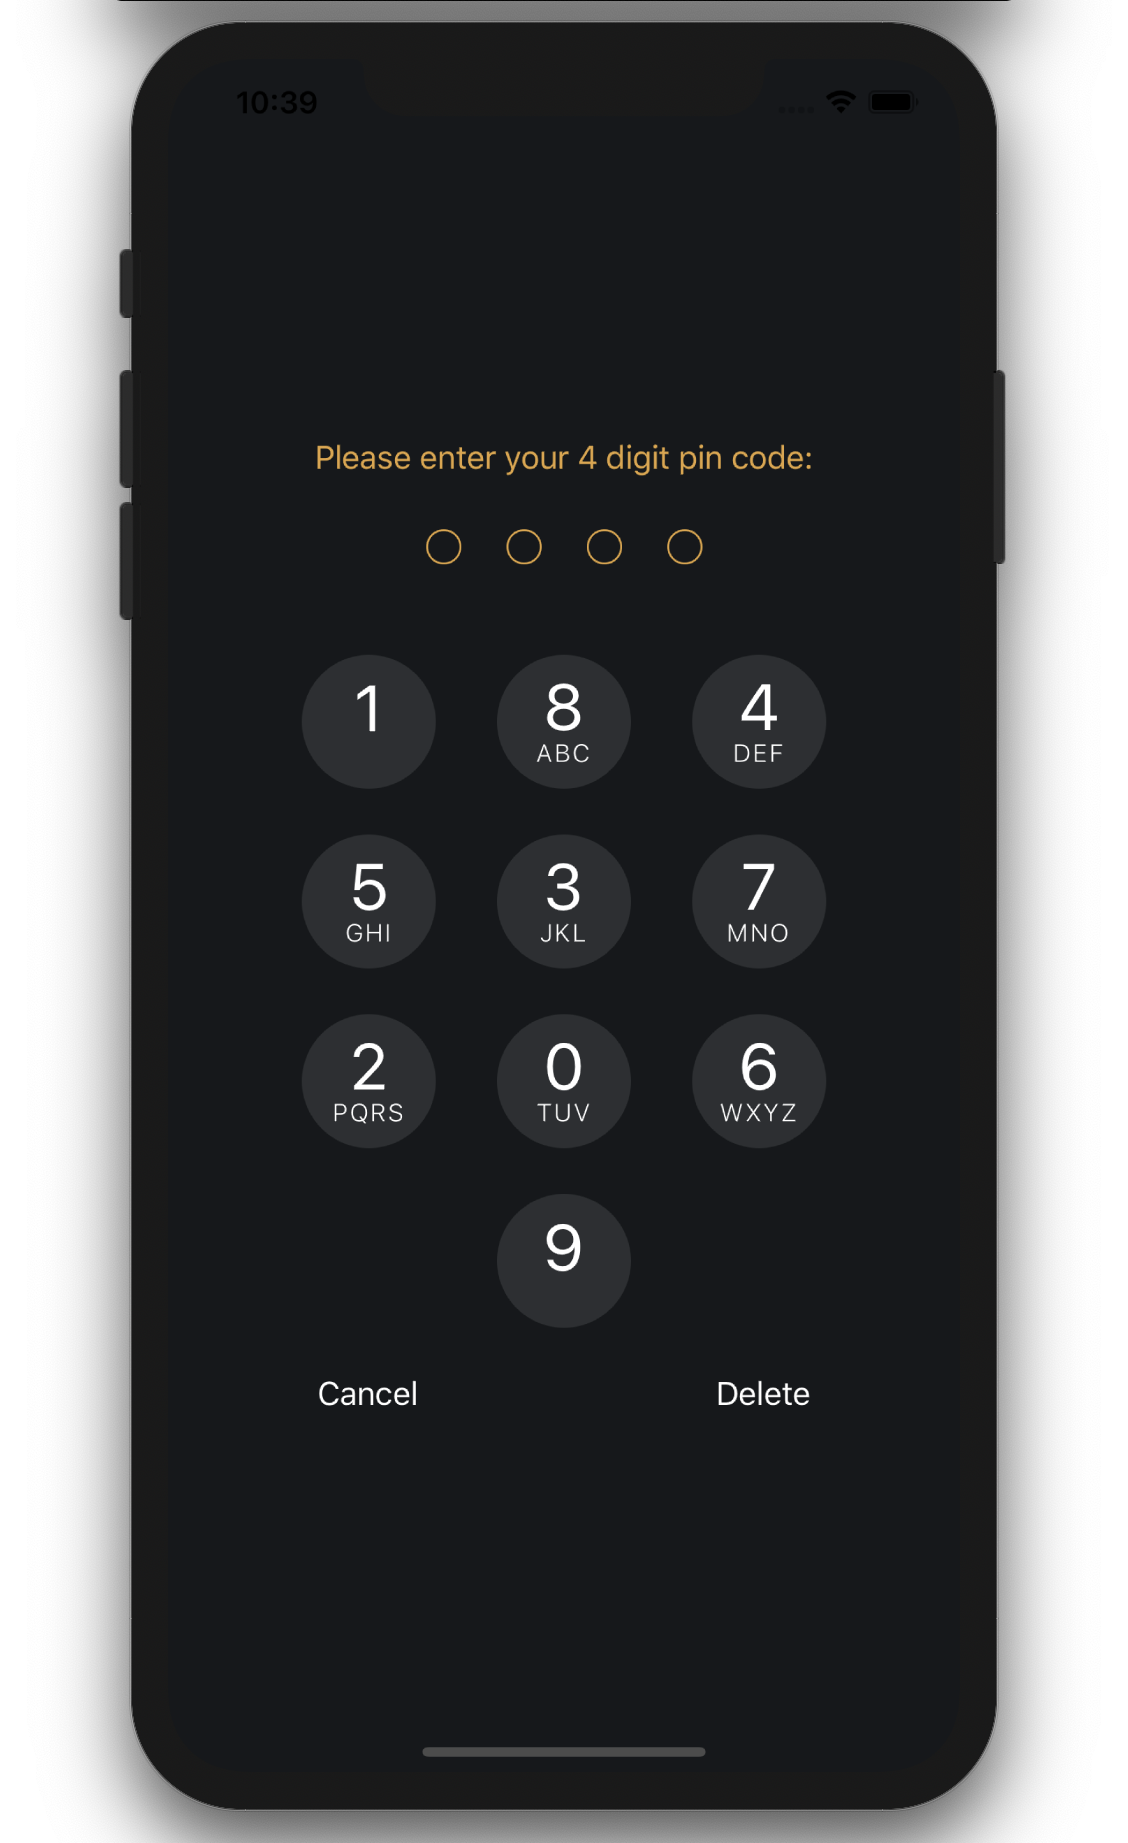 10:39
Please enter your 4 digit pin code:
1 8 4
ABC DEF
5 3 7
GHI JKL MNO
2 0 6
PQRS TUV WXYZ
9
Cancel Delete